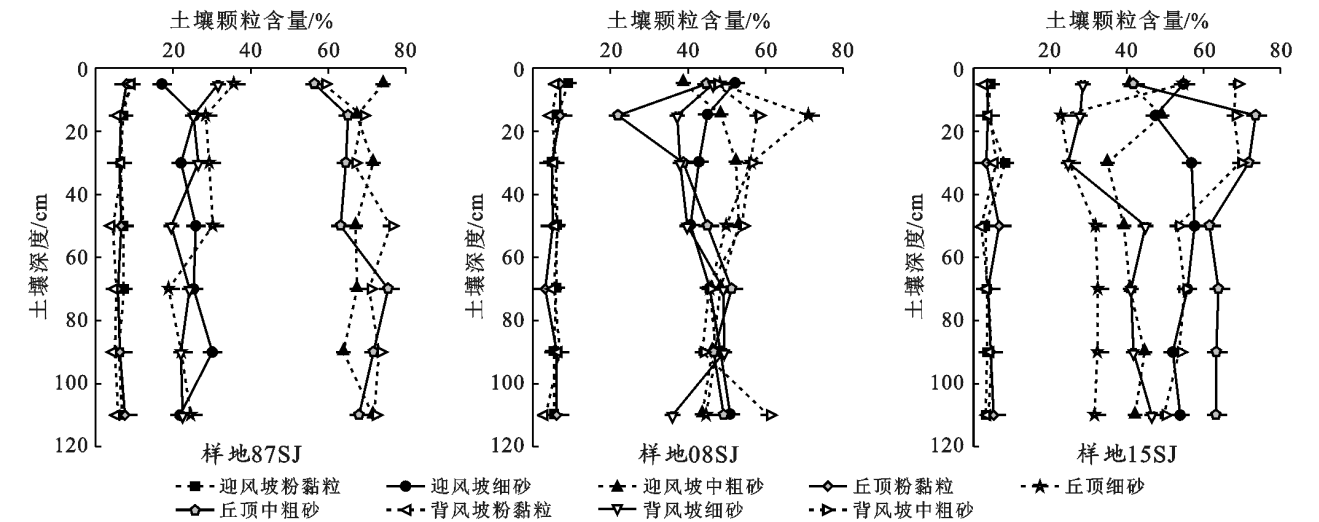 土壤颗粒含量/% 土壤颗粒含量/% 土壤颗粒含量/%
20 40 60 80 20 40 60 80 20 40 60 80
0 0 0
20 20 20
40 40 40
60 60 60
80 80 80
100 100 100
120 120 120
土壤深度/cm 土壤深度/cm 土壤深度/cm
样地87SJ 样地08SJ 样地15SJ
迎风坡粉黏粒 迎风坡细砂 迎风坡中粗砂 丘顶粉黏粒 丘顶细砂
丘顶中粗砂 背风坡粉黏粒 背风坡细砂 背风坡中粗砂